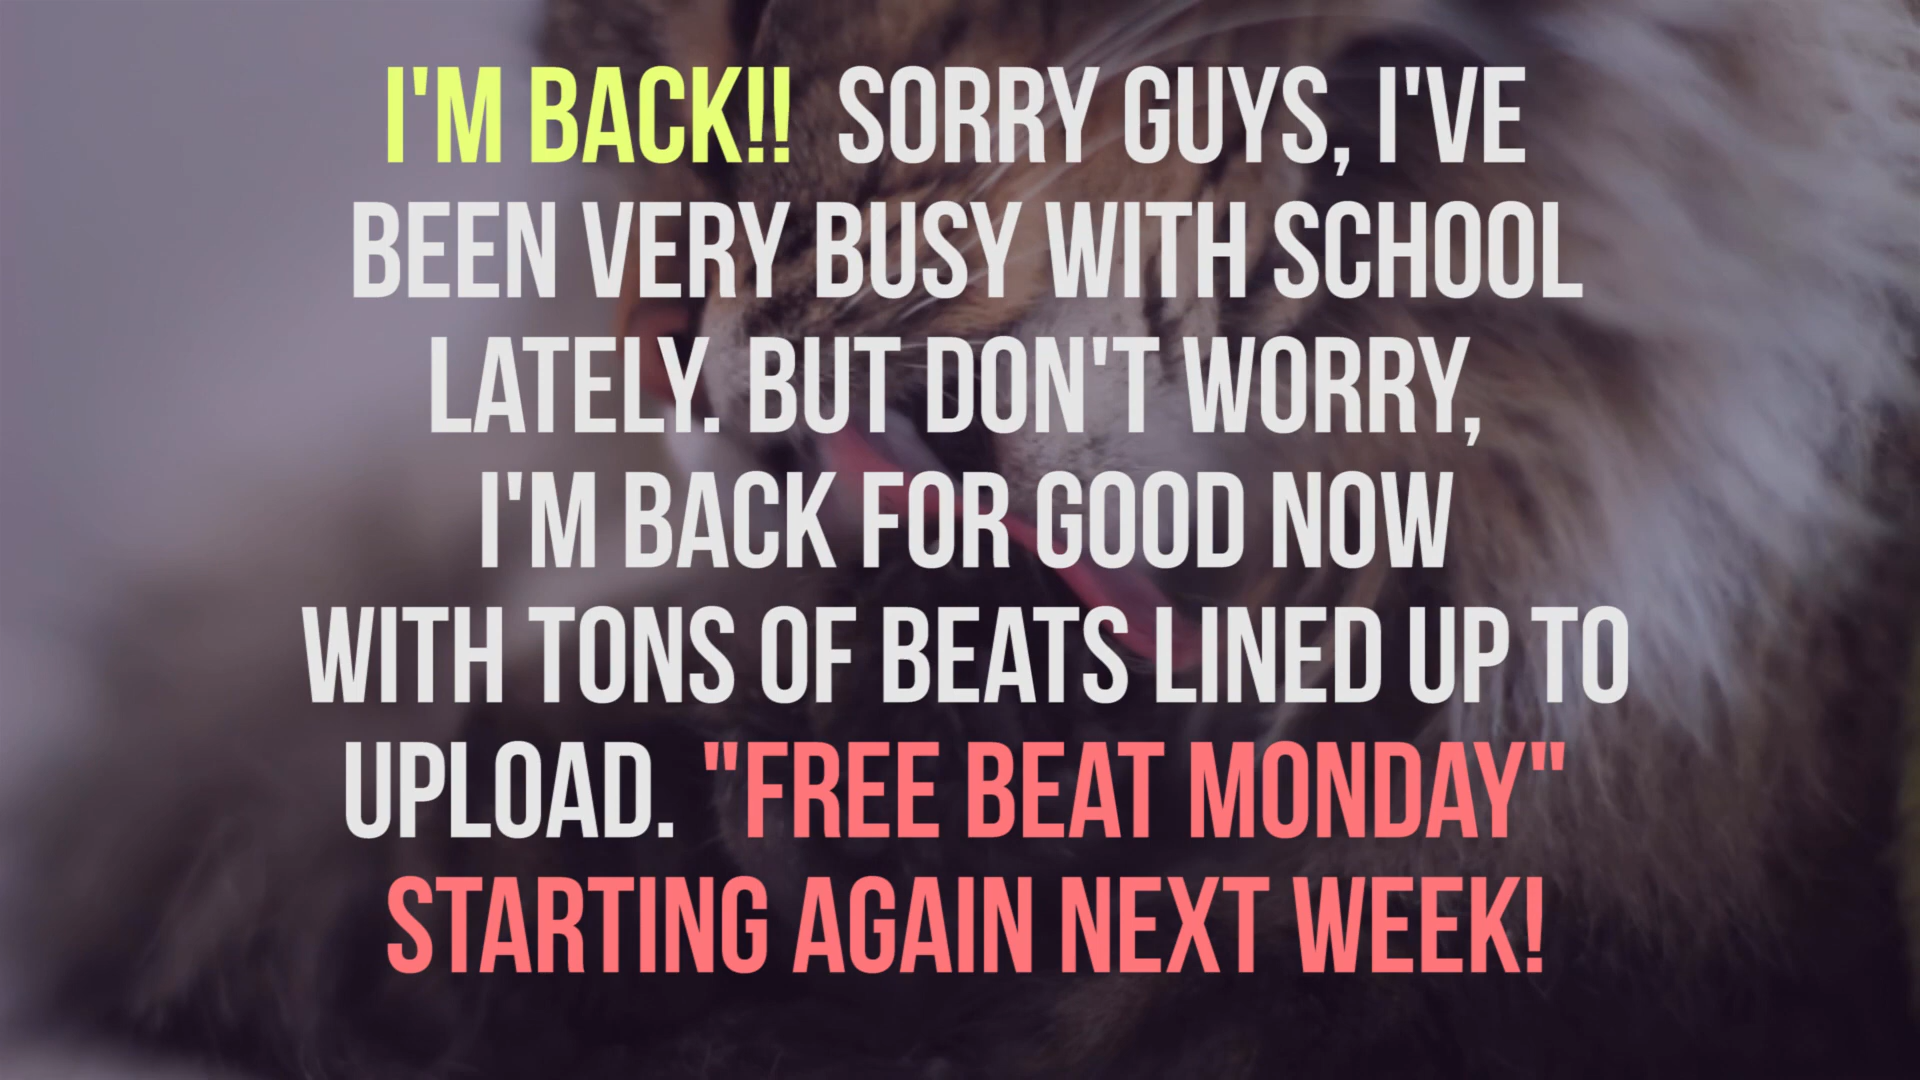 I'M BACK!! SORRY GUYS, I'VE
BEEN VERY BUSY WITH SCHOOL
LATELY. BUT DON'T WORRY,
I'M BACK FOR GOOD NOW
WITH TONS OF BEATS LINED UP TO
UPLOAD. "FREE BEAT MONDAY"
STARTING AGAIN NEXT WEEK!